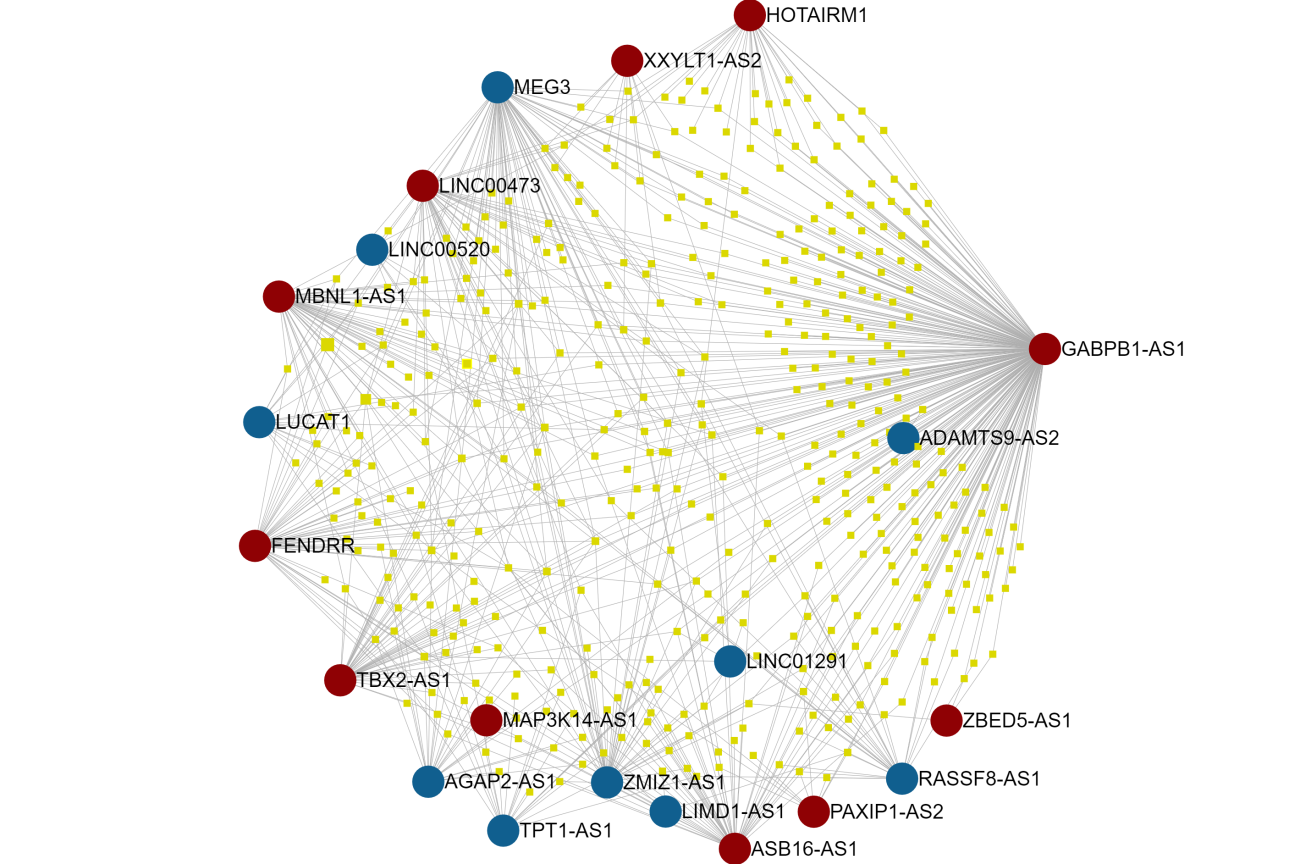 HOTAIRM1
XXYLT1-AS2
MEG3
LINC00473
LINC00520
MBNL1-AS1
GABPB1-AS1
LUCAT1
ADAMTS9-AS2
FENDRR
LINC01291
TBX2-AS1
MAP3K14-AS1
ZBED5-AS1
RASSF8-AS1
AGAP2-AS1
ZMIZ1-AS1
LIMD1-AS1
PAXIP1-AS2
TPT1-AS1
ASB16-AS1